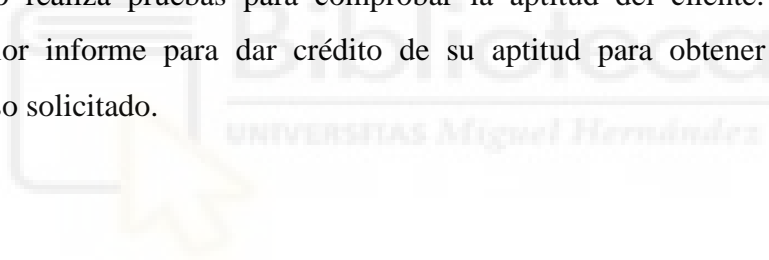 realiza pruebas para comprobar la aptitud del cliente.
informe para dar crédito de su aptitud para obtener
solicitado.
Biblioteca
UNIVERSITAS Miguel Hernández